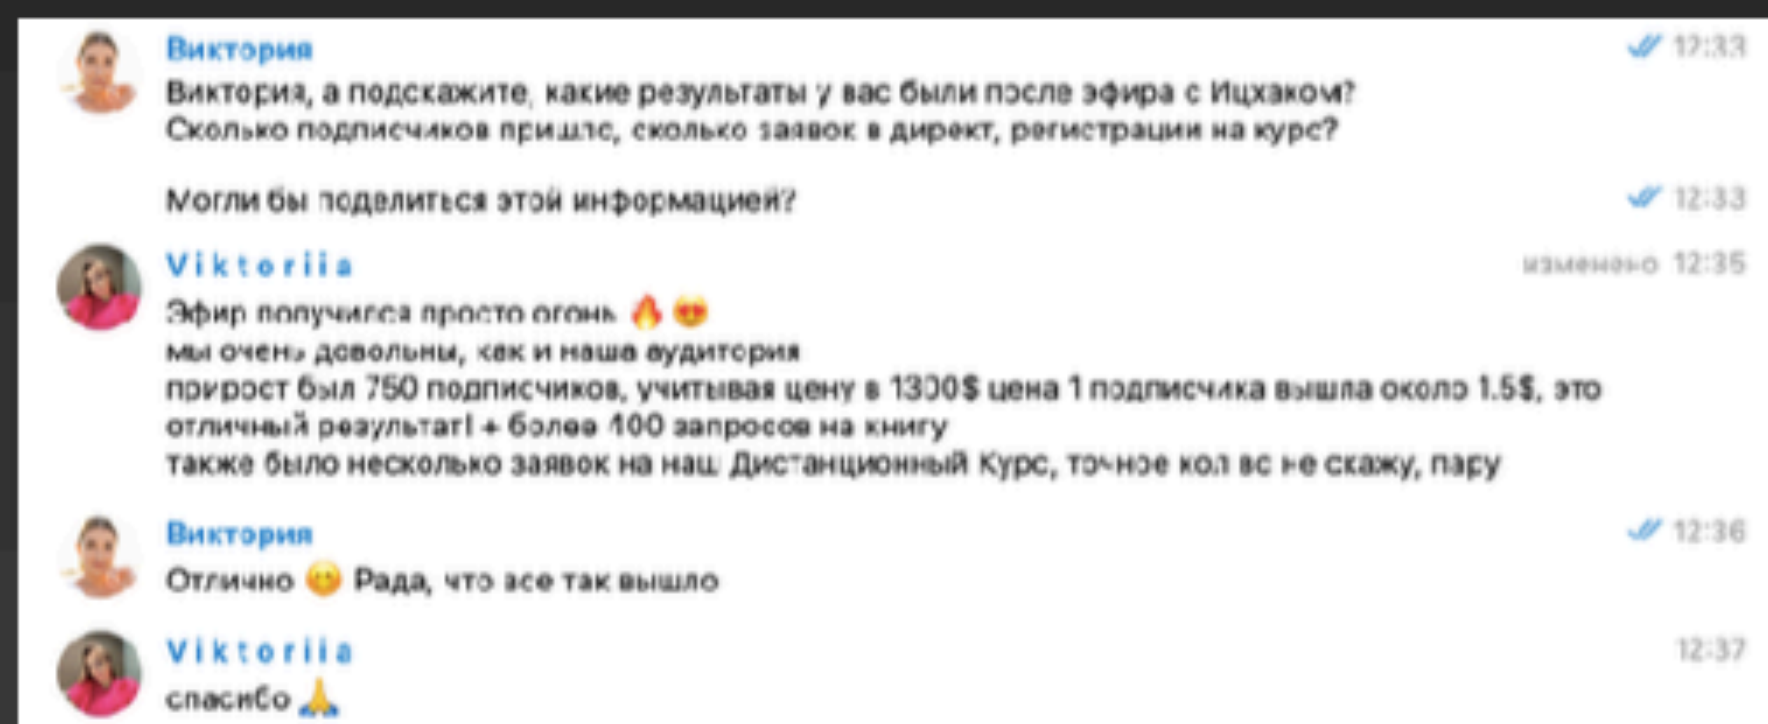 Виктория 12:33
Виктория, а подскажите, какие результаты у вас были после эфира с Ицхаком?
Сколько подписчиков пришло, сколько заявок в директ, регистрации на курс?
Могли бы поделиться этой информацией? 12:33
Viktoriia изменено 12:35
Эфир получился просто огонь 🔥 😍
мы очень довольны, как и наша аудитория
прирост был 750 подписчиков, учитывая цену в 1300$ цена 1 подписчика вышла около 1.5$, это
отличный результат! + более 400 запросов на книгу
также было несколько заявок на наш Дистанционный Курс, точное кол во не скажу, пару
Виктория 12:36
Отлично 😊 Рада, что все так вышло
Viktoriia 12:37
спасибо 🙏